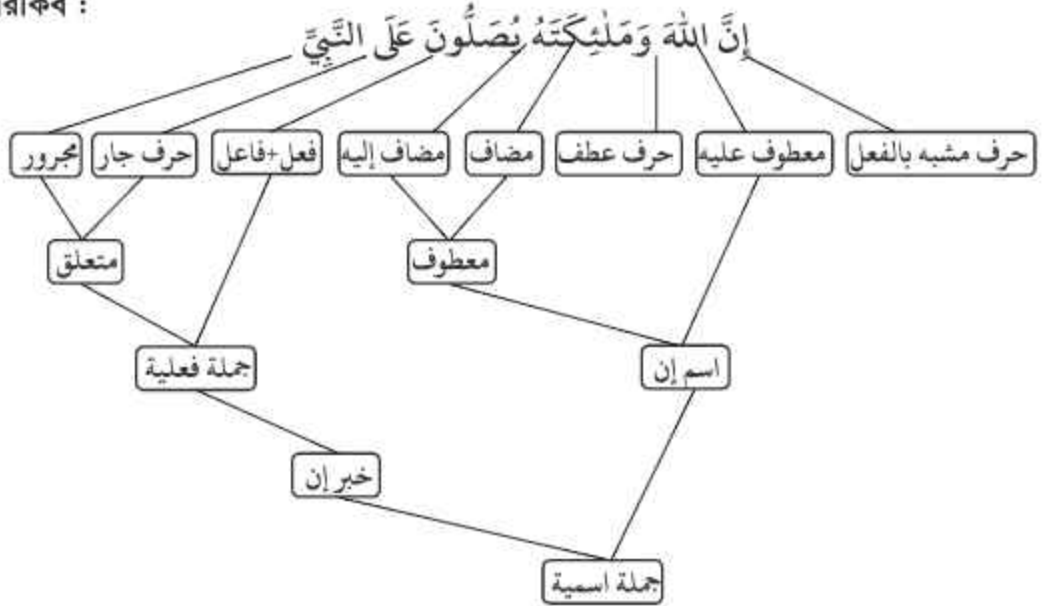 তারকিব :
إِنَّ اللهَ وَمَلٰئِكَتَهُ يُصَلُّونَ عَلَى النَّبِيِّ
حرف مشبه بالفعل معطوف عليه حرف عطف مضاف مضاف إليه فعل+فاعل حرف جار مجرور
معطوف متعلق
اسم إن جملة فعلية
خبر إن
جملة اسمية